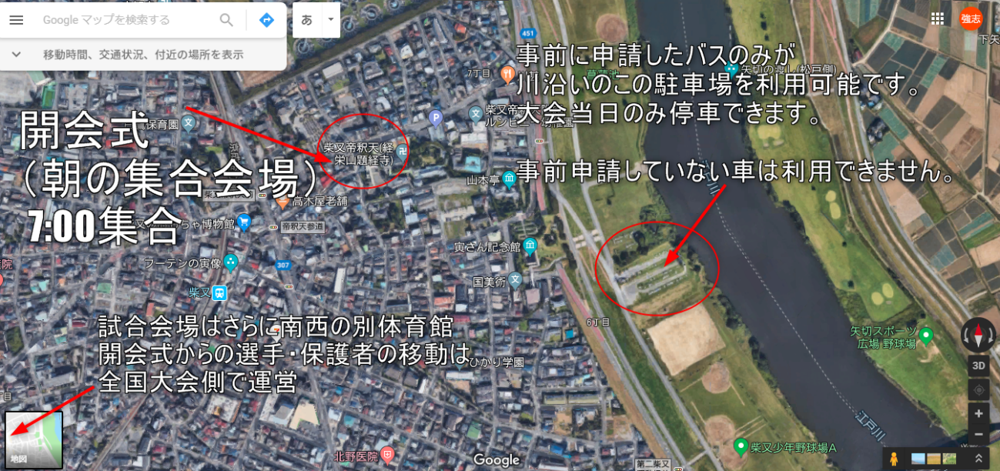 Google マップを検索する
あ
強志
移動時間、交通状況、付近の場所を表示
451
下矢
事前に申請したバスのみが
7丁目
矢切の渡し(松戸側)
川沿いのこの駐車場を利用可能です。
大会当日のみ停車できます。
柴又帝釈天
ルンビニー幼稚園
P
保育園
開会式
柴又帝釈天(経
栄山題経寺)
(朝の集合会場)
事前申請していない車は利用できません。
山本亭
江戸川
高木屋老舗
7:00集合
ちゃ博物館
帝釈天参道
寅さん記念館
フーテンの寅像
307
国美術
柴又
6丁目
試合会場はさらに南西の別体育館
矢切スポーツ
広場 野球場
開会式からの選手・保護者の移動は
ひかり学園
全国大会側で運営
3D
江戸川
地図
北野医院
Google
柴又少年野球場A
第二柴又